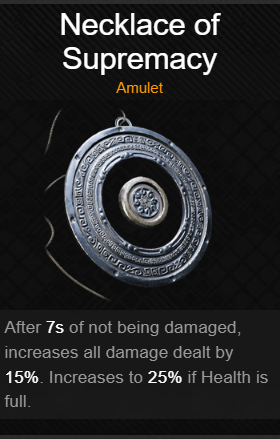 Necklace of
Supremacy
Amulet
After 7s of not being damaged,
increases all damage dealt by
15%. Increases to 25% if Health is
full.